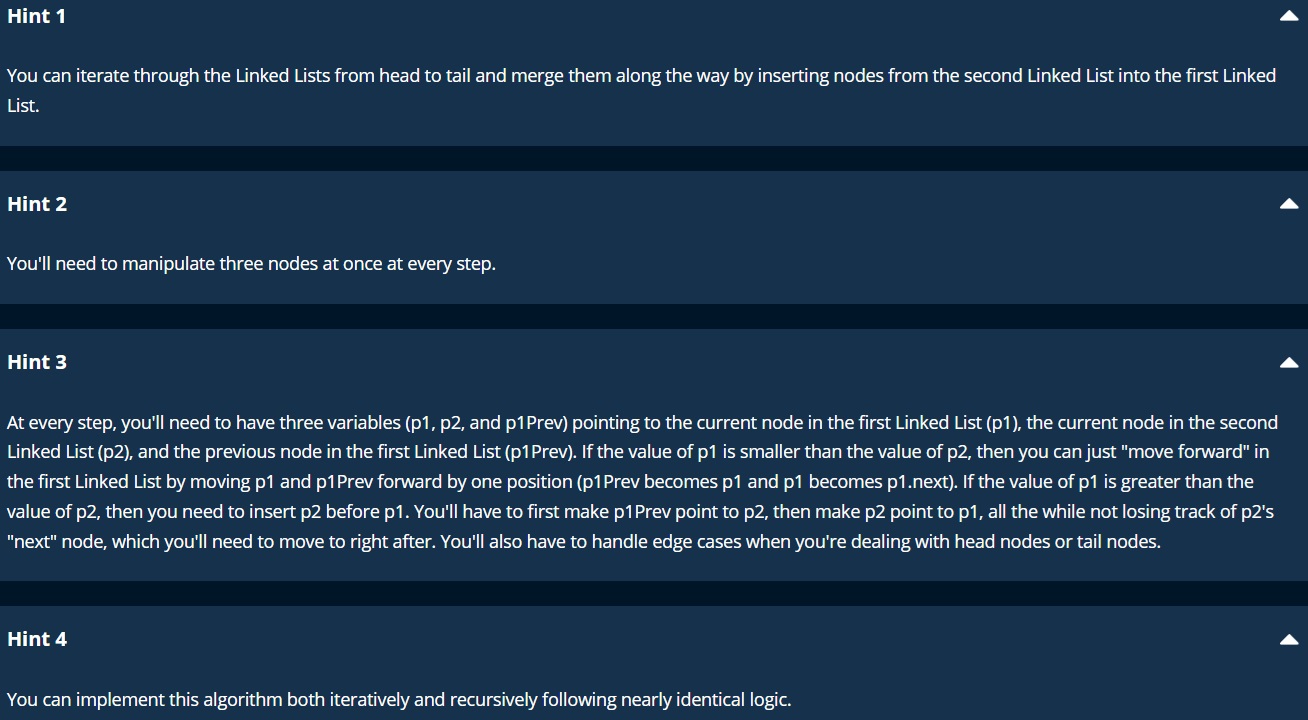 Hint 1
You can iterate through the Linked Lists from head to tail and merge them along the way by inserting nodes from the second Linked List into the first Linked
List.
Hint 2
You'll need to manipulate three nodes at once at every step.
Hint 3
At every step, you'll need to have three variables (p1, p2, and p1Prev) pointing to the current node in the first Linked List (p1), the current node in the second
Linked List (p2), and the previous node in the first Linked List (p1Prev). If the value of p1 is smaller than the value of p2, then you can just "move forward" in
the first Linked List by moving p1 and p1Prev forward by one position (p1Prev becomes p1 and p1 becomes p1.next). If the value of p1 is greater than the
value of p2, then you need to insert p2 before p1. You'll have to first make p1Prev point to p2, then make p2 point to p1, all the while not losing track of p2's
"next" node, which you'll need to move to right after. You'll also have to handle edge cases when you're dealing with head nodes or tail nodes.
Hint 4
You can implement this algorithm both iteratively and recursively following nearly identical logic.